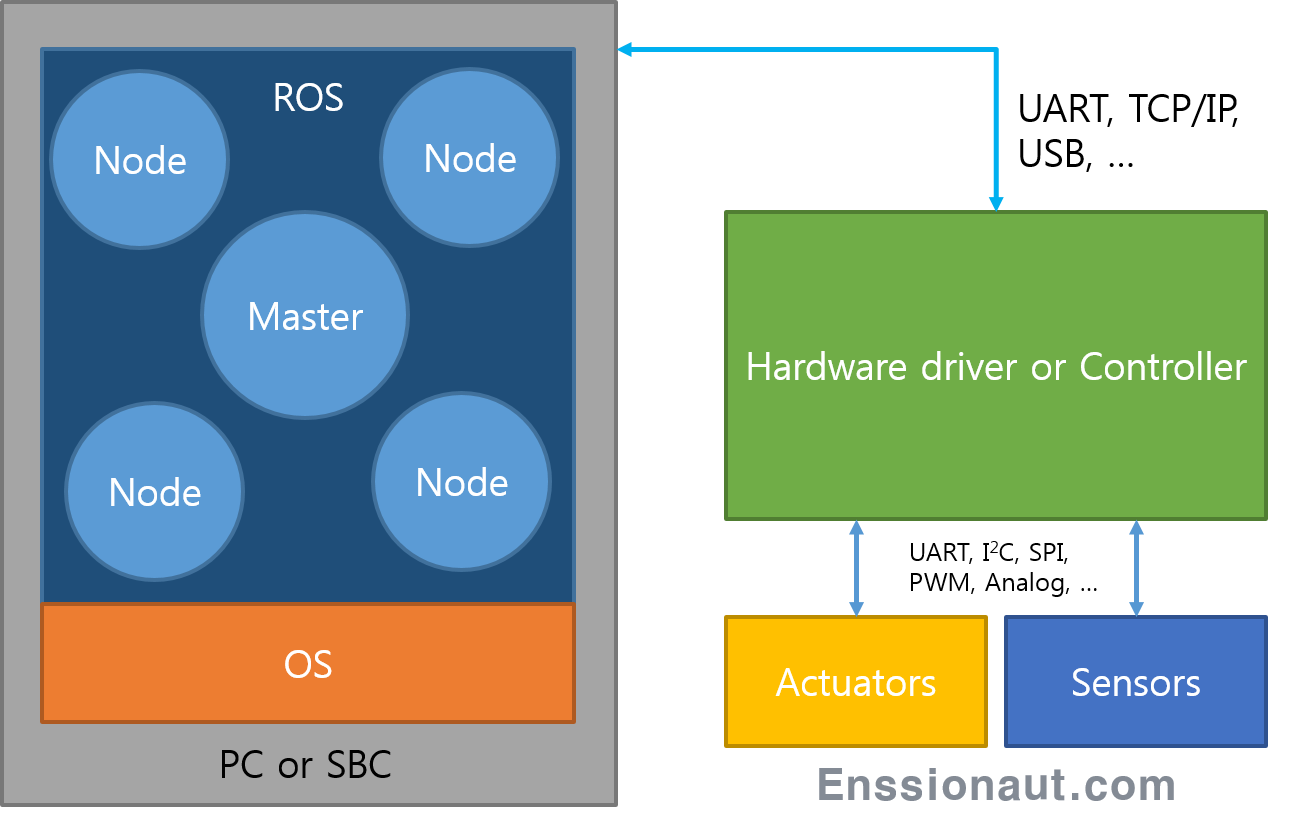 ROS
Node
Node
Master
Node
Node
OS
PC or SBC
UART, TCP/IP,
USB, ...
Hardware driver or Controller
UART, I²C, SPI,
PWM, Analog, ...
Actuators
Sensors
Enssionaut.com